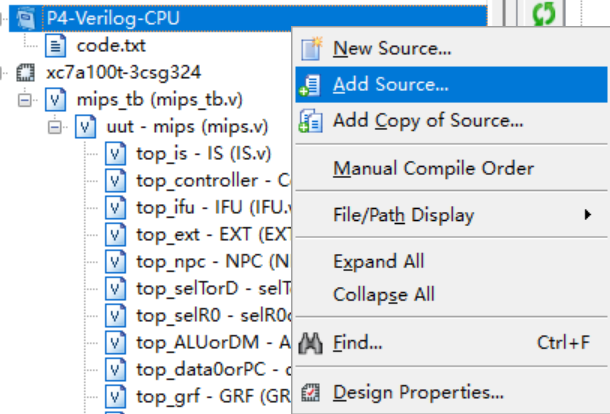 P4-Verilog-CPU
code.txt
xc7a100t-3csg324
mips_tb (mips_tb.v)
uut - mips (mips.v)
top_is - IS (IS.v)
top_controller - C
top_ifu - IFU (IFU.v
top_ext - EXT (EXT
top_npc - NPC (N
top_selTorD - selT
top_selR0 - selR0
top_ALUorDM - A
top_data0orPC -
top_grf - GRF (GR
New Source...
Add Source...
Add Copy of Source...
Manual Compile Order
File/Path Display
Expand All
Collapse All
Find... Ctrl+F
Design Properties...